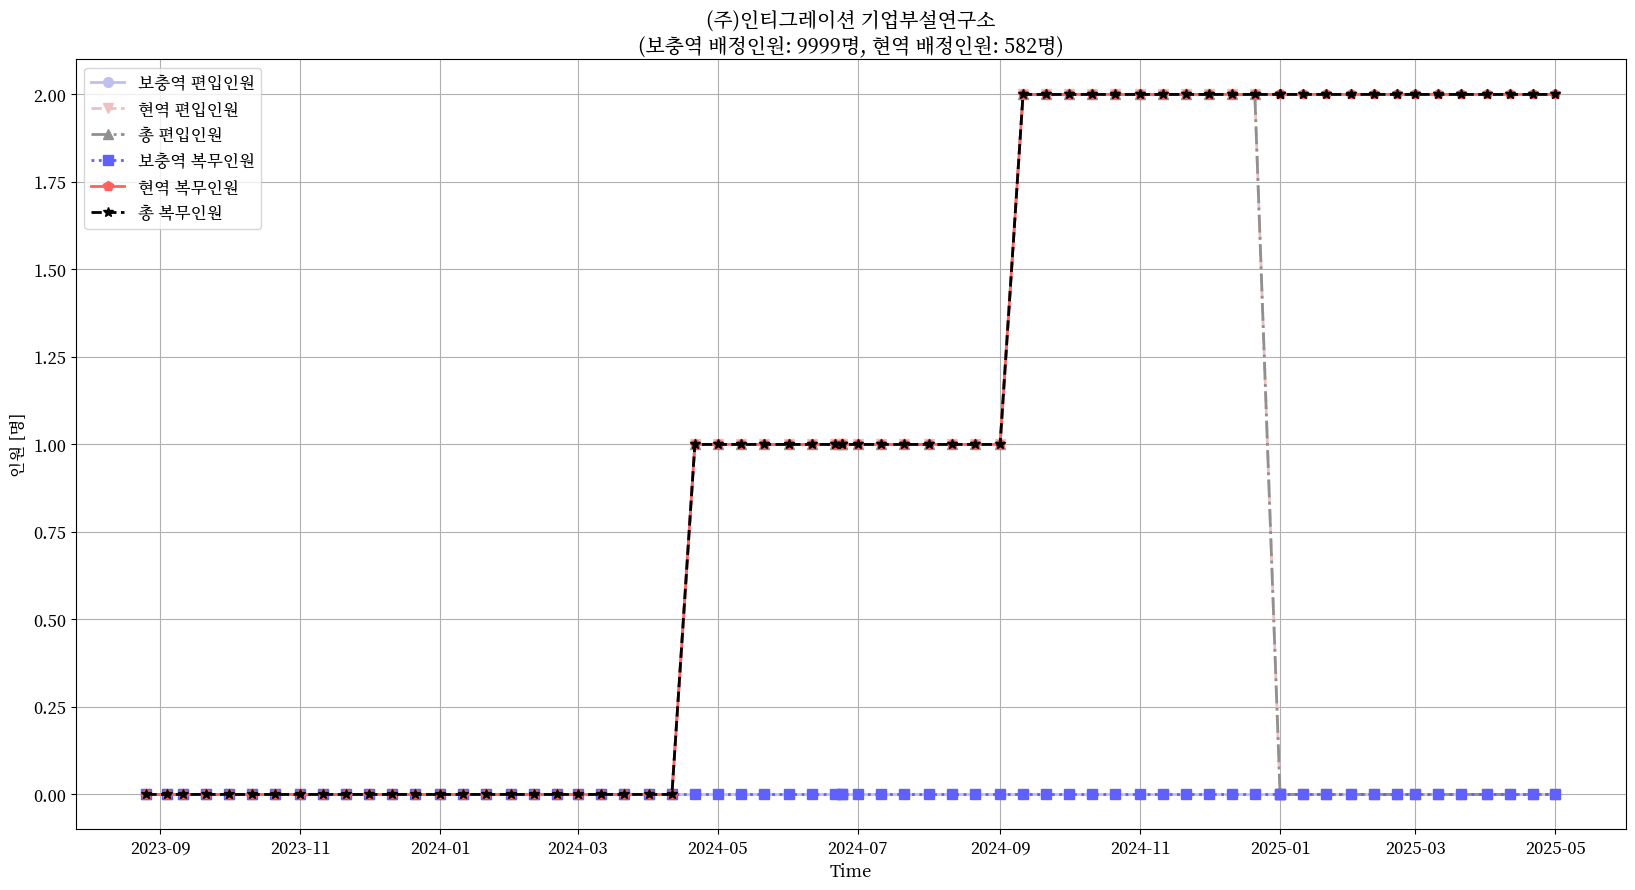 (주)인티그레이션 기업부설연구소
(보충역 배정인원: 9999명, 현역 배정인원: 582명)
보충역 편입인원
현역 편입인원
총 편입인원
보충역 복무인원
현역 복무인원
총 복무인원
2.00
1.75
1.50
1.25
1.00
0.75
0.50
0.25
0.00
인원 [명]
2023-09 2023-11 2024-01 2024-03 2024-05 2024-07 2024-09 2024-11 2025-01 2025-03 2025-05
Time